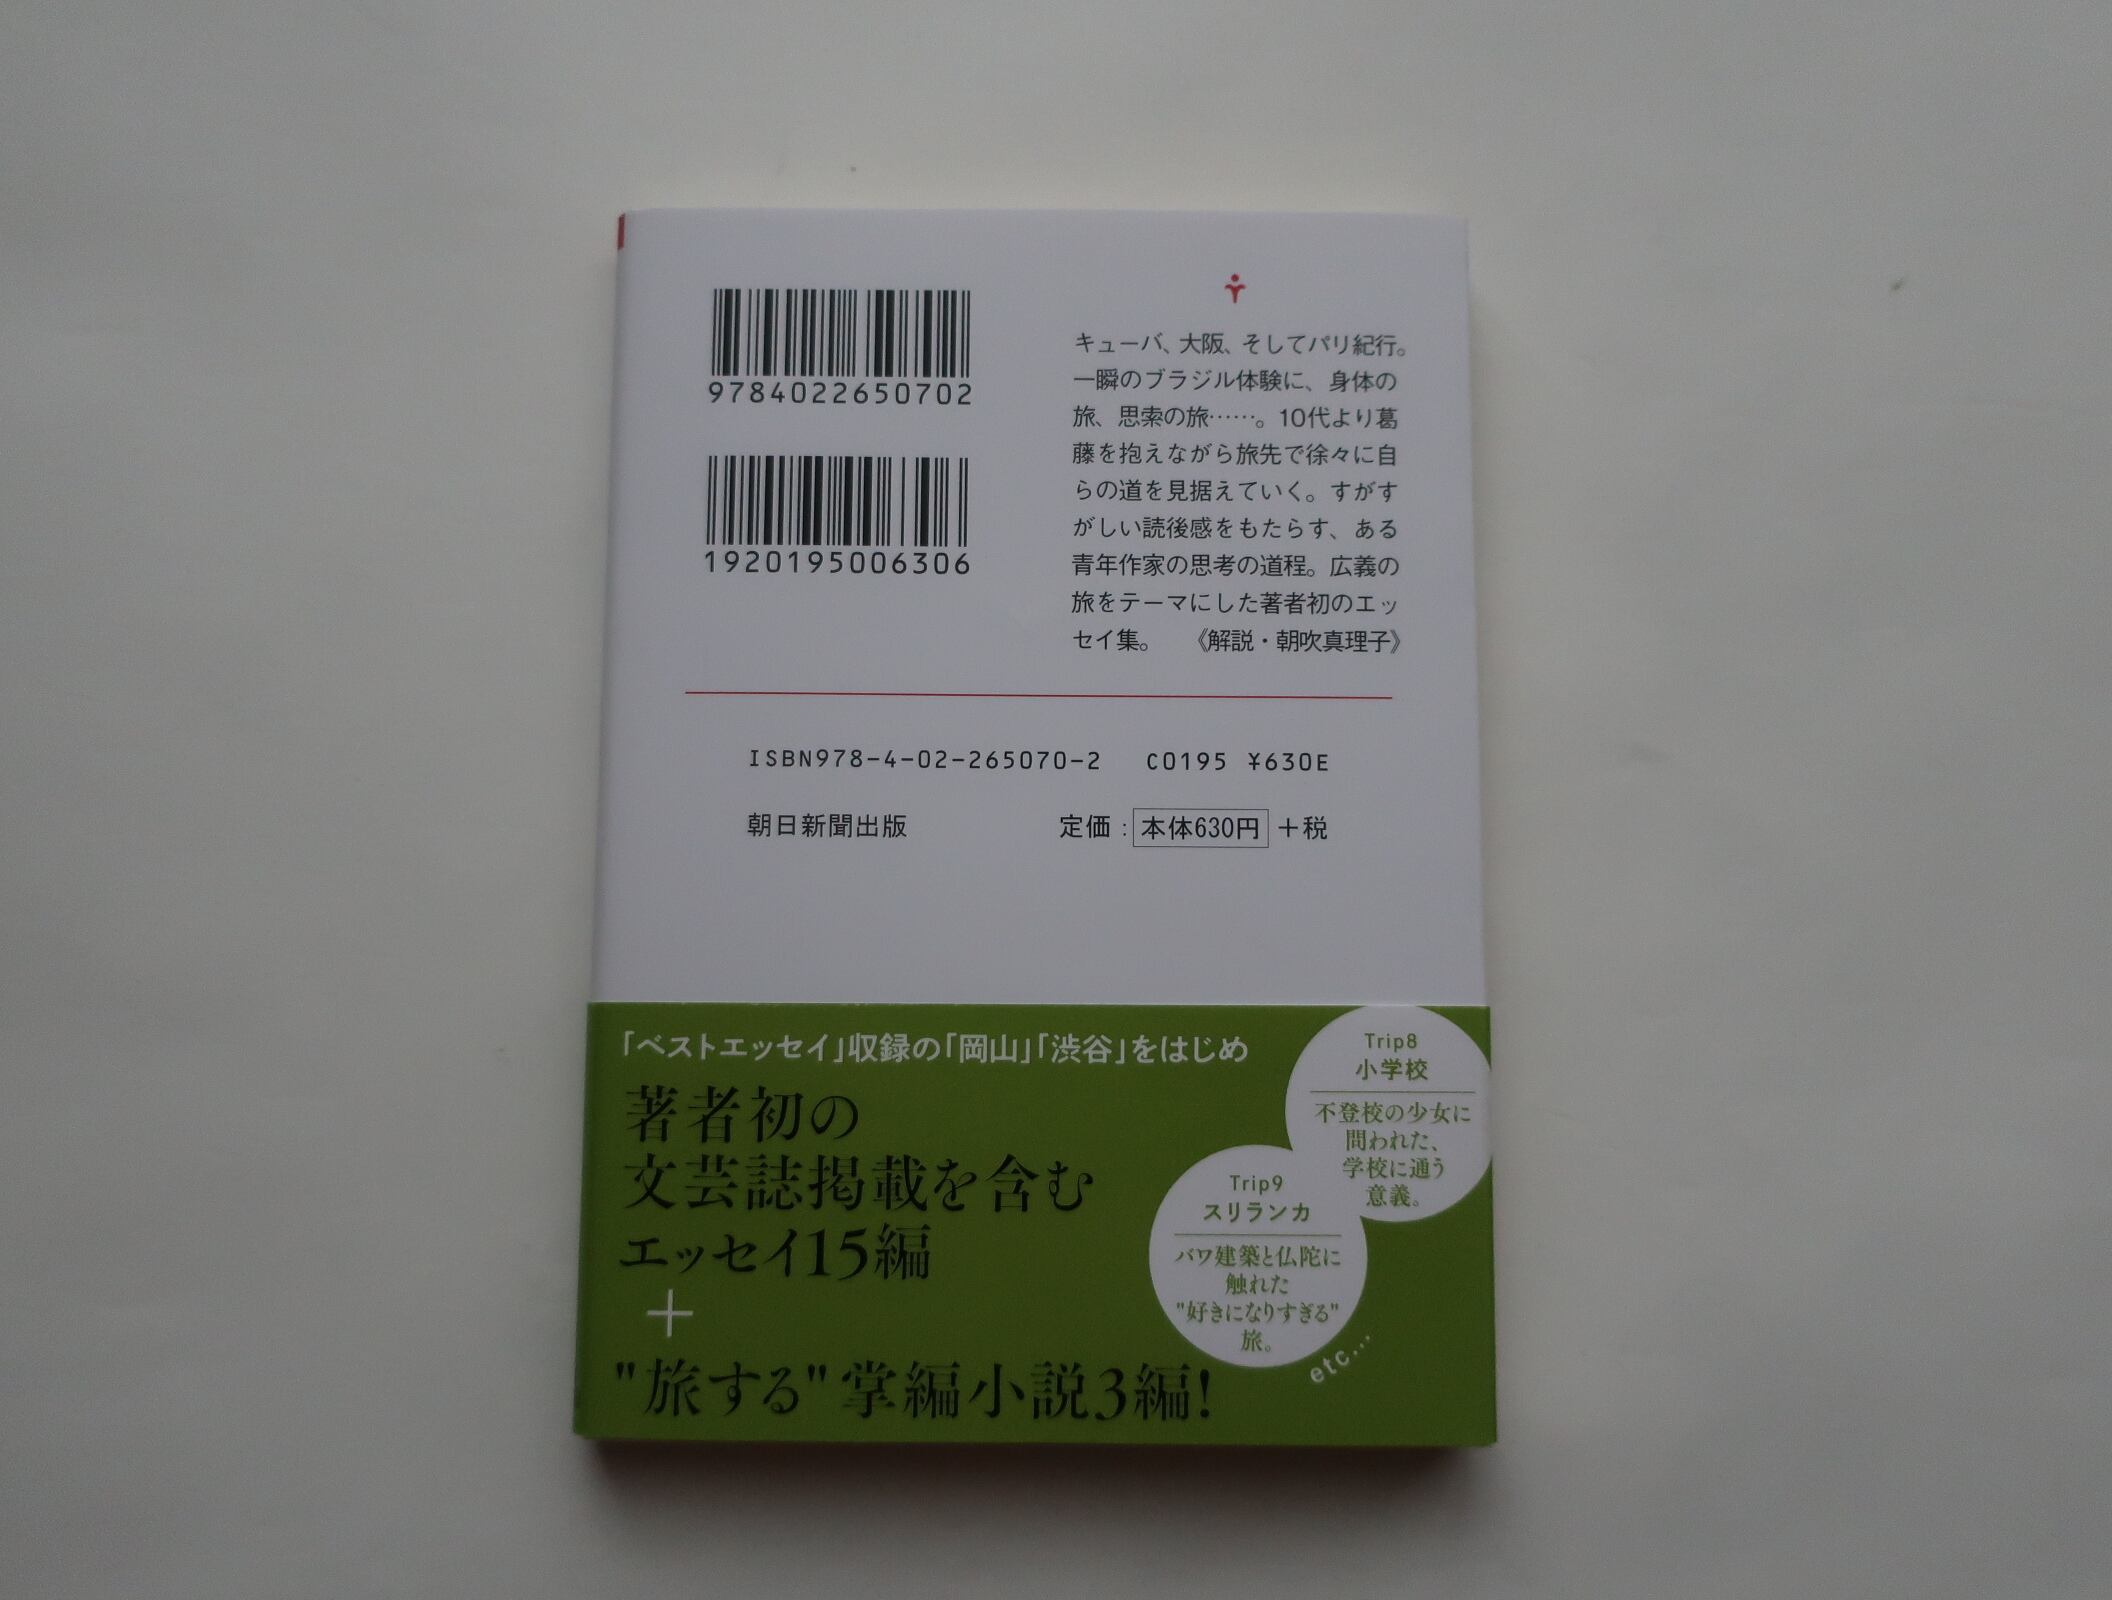 9784022650702
1920195006306
キューバ、大阪、そしてパリ紀行。
一瞬のブラジル体験に、身体の
旅、思索の旅……。10代より葛
藤を抱えながら旅先で徐々に自
らの道を見据えていく。すがす
がしい読後感をもたらす、ある
青年作家の思考の道程。広義の
旅をテーマにした著者初のエッ
セイ集。 《解説・朝吹真理子》
ISBN978-4-02-265070-2 C0195 ¥630E
朝日新聞出版 定価：本体630円＋税
「ベストエッセイ」収録の「岡山」「渋谷」をはじめ
著者初の
文芸誌掲載を含む
エッセイ15編
＋
"旅する"掌編小説3編！
Trip8
小学校
不登校の少女に
問われた、
学校に通う
意義。
Trip9
スリランカ
バワ建築と仏陀に
触れた
"好きになりすぎる"
旅。
etc...